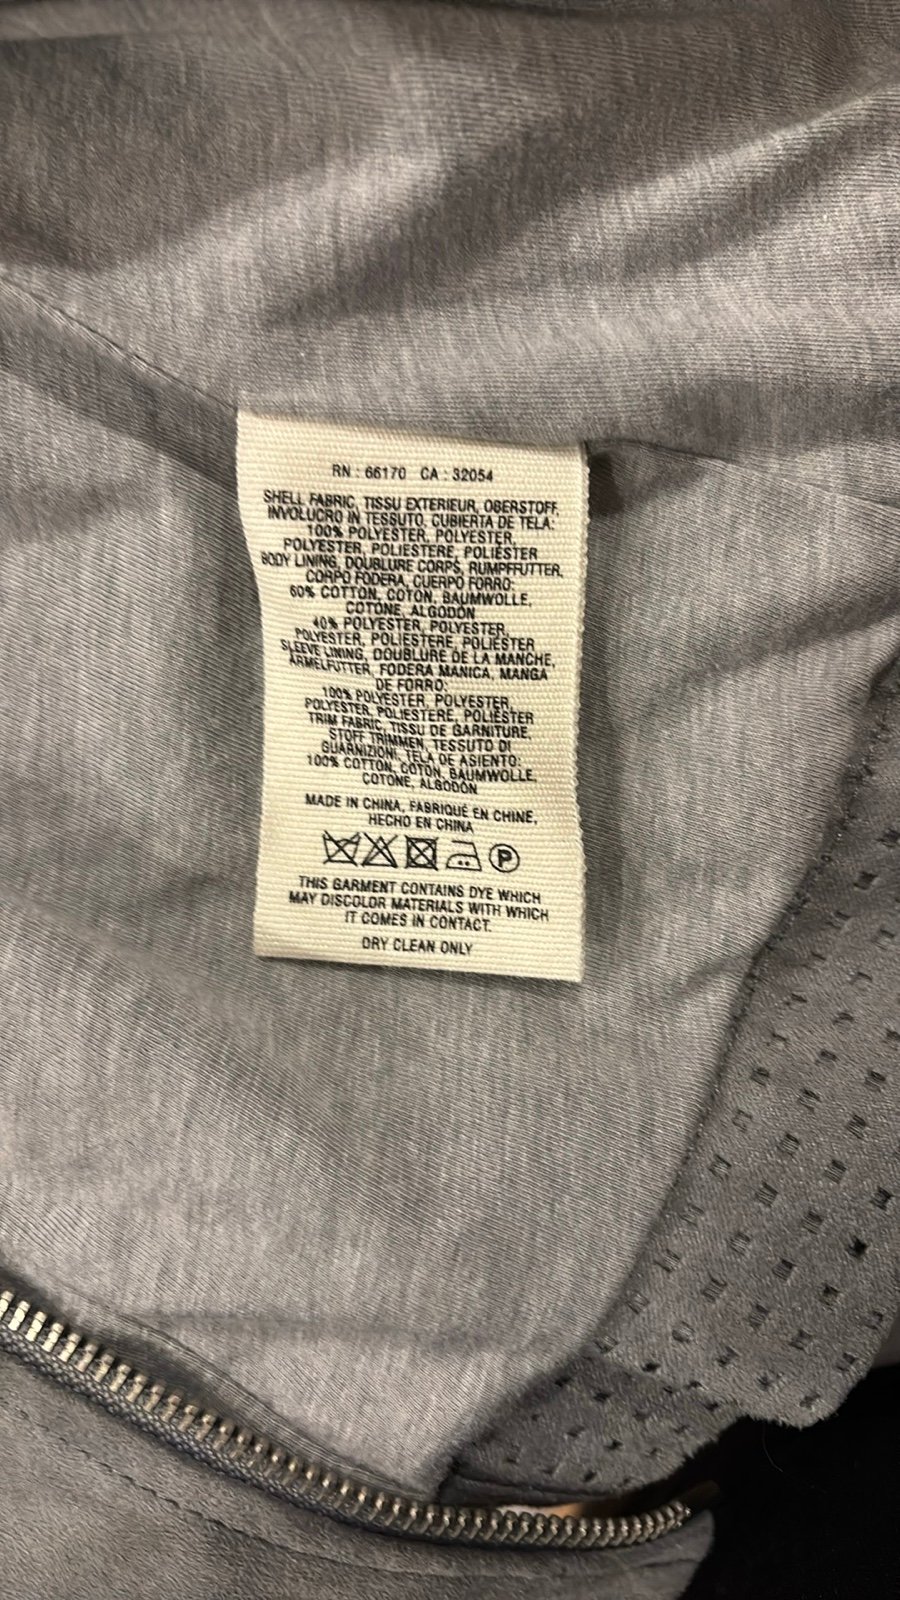 RN : 66170 CA : 32054
SHELL FABRIC, TISSU EXTERIEUR, OBERSTOFF,
INVOLUCRO IN TESSUTO, CUBIERTA DE TELA:
100% POLYESTER, POLYESTER,
POLYESTER, POLIESTERE, POLIÉSTER
BODY LINING, DOUBLURE CORPS, RUMPFFUTTER,
CORPO FODERA, CUERPO FORRO:
60% COTTON, COTON, BAUMWOLLE,
COTONE, ALGODÓN
40% POLYESTER, POLYESTER,
POLYESTER, POLIESTERE, POLIÉSTER
SLEEVE LINING, DOUBLURE DE LA MANCHE,
ÄRMELFUTTER, FODERA MANICA, MANGA
DE FORRO:
100% POLYESTER, POLYESTER,
POLYESTER, POLIESTERE, POLIÉSTER
TRIM FABRIC, TISSU DE GARNITURE,
STOFF TRIMMEN, TESSUTO DI
GUARNIZIONI, TELA DE ASIENTO:
100% COTTON, COTON, BAUMWOLLE,
COTONE, ALGODÓN
MADE IN CHINA, FABRIQUÉ EN CHINE,
HECHO EN CHINA
P
THIS GARMENT CONTAINS DYE WHICH
MAY DISCOLOR MATERIALS WITH WHICH
IT COMES IN CONTACT.
DRY CLEAN ONLY